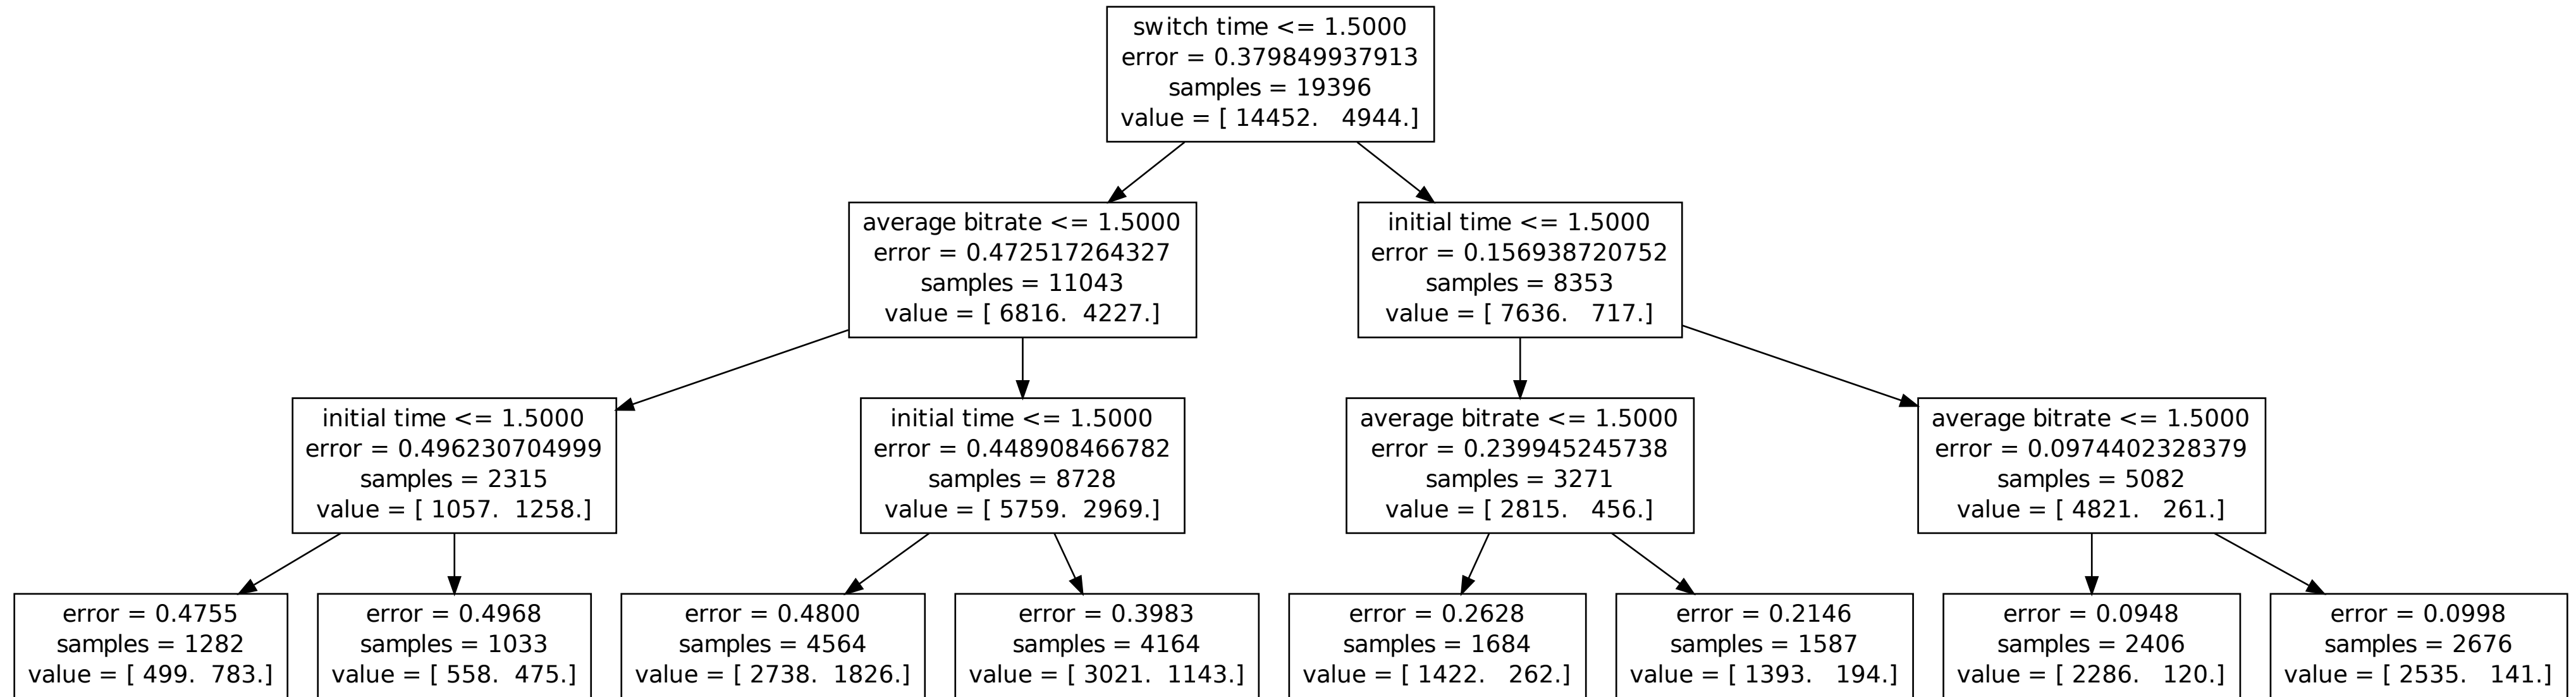 switch time <= 1.5000
error = 0.379849937913
samples = 19396
value = [ 14452.   4944.]
average bitrate <= 1.5000
error = 0.472517264327
samples = 11043
value = [ 6816.  4227.]
initial time <= 1.5000
error = 0.156938720752
samples = 8353
value = [ 7636.   717.]
initial time <= 1.5000
error = 0.496230704999
samples = 2315
value = [ 1057.  1258.]
initial time <= 1.5000
error = 0.448908466782
samples = 8728
value = [ 5759.  2969.]
average bitrate <= 1.5000
error = 0.239945245738
samples = 3271
value = [ 2815.   456.]
average bitrate <= 1.5000
error = 0.0974402328379
samples = 5082
value = [ 4821.   261.]
error = 0.4755
samples = 1282
value = [ 499.  783.]
error = 0.4968
samples = 1033
value = [ 558.  475.]
error = 0.4800
samples = 4564
value = [ 2738.  1826.]
error = 0.3983
samples = 4164
value = [ 3021.  1143.]
error = 0.2628
samples = 1684
value = [ 1422.   262.]
error = 0.2146
samples = 1587
value = [ 1393.   194.]
error = 0.0948
samples = 2406
value = [ 2286.   120.]
error = 0.0998
samples = 2676
value = [ 2535.   141.]